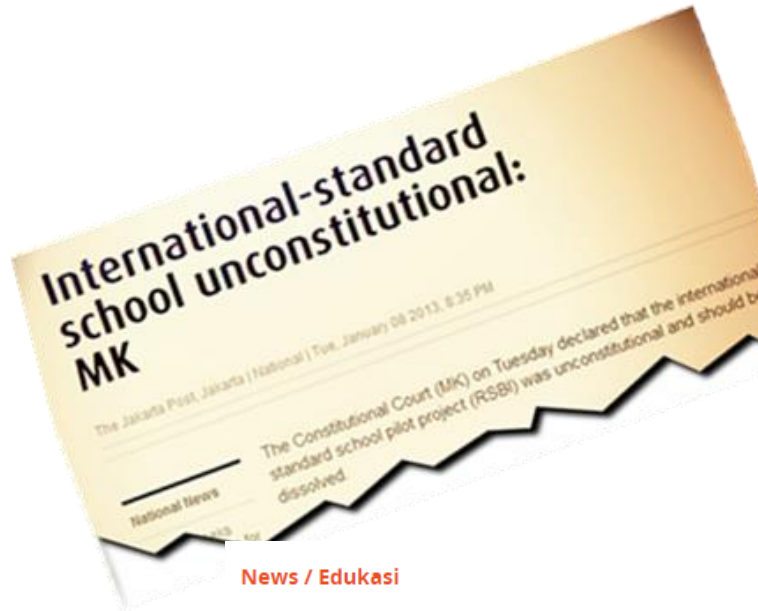 International-standard
school unconstitutional:
MK
The Jakarta Post, Jakarta | National | Tue, January 08 2013, 8:35 PM
The Constitutional Court (MK) on Tuesday declared that the international
standard school pilot project (RSBI) was unconstitutional and should be
dissolved.
National News
for
News / Edukasi